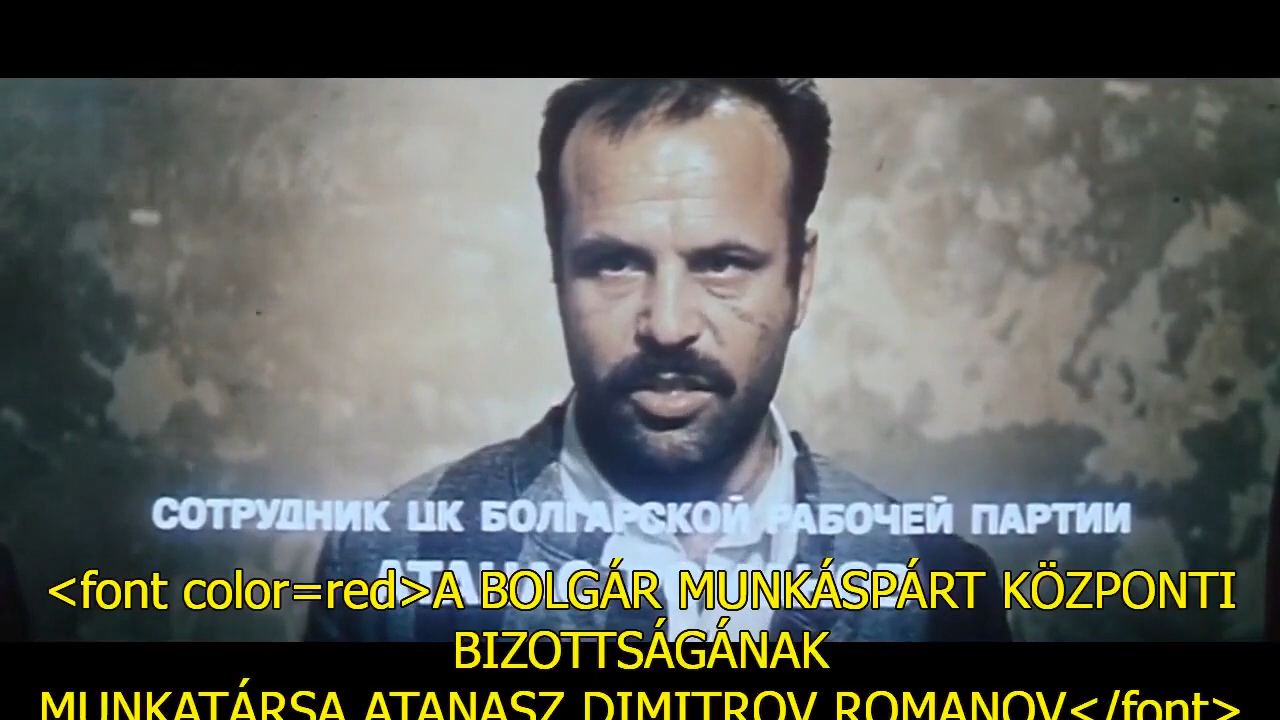 СОТРУДНИК ЦК БОЛГАРСКОЙ РАБОЧЕЙ ПАРТИИ
<font color=red>A BOLGÁR MUNKÁSPÁRT KÖZPONTI
BIZOTTSÁGÁNAK
MUNKATÁRSA ATANASZ DIMITROV ROMANOV</font>